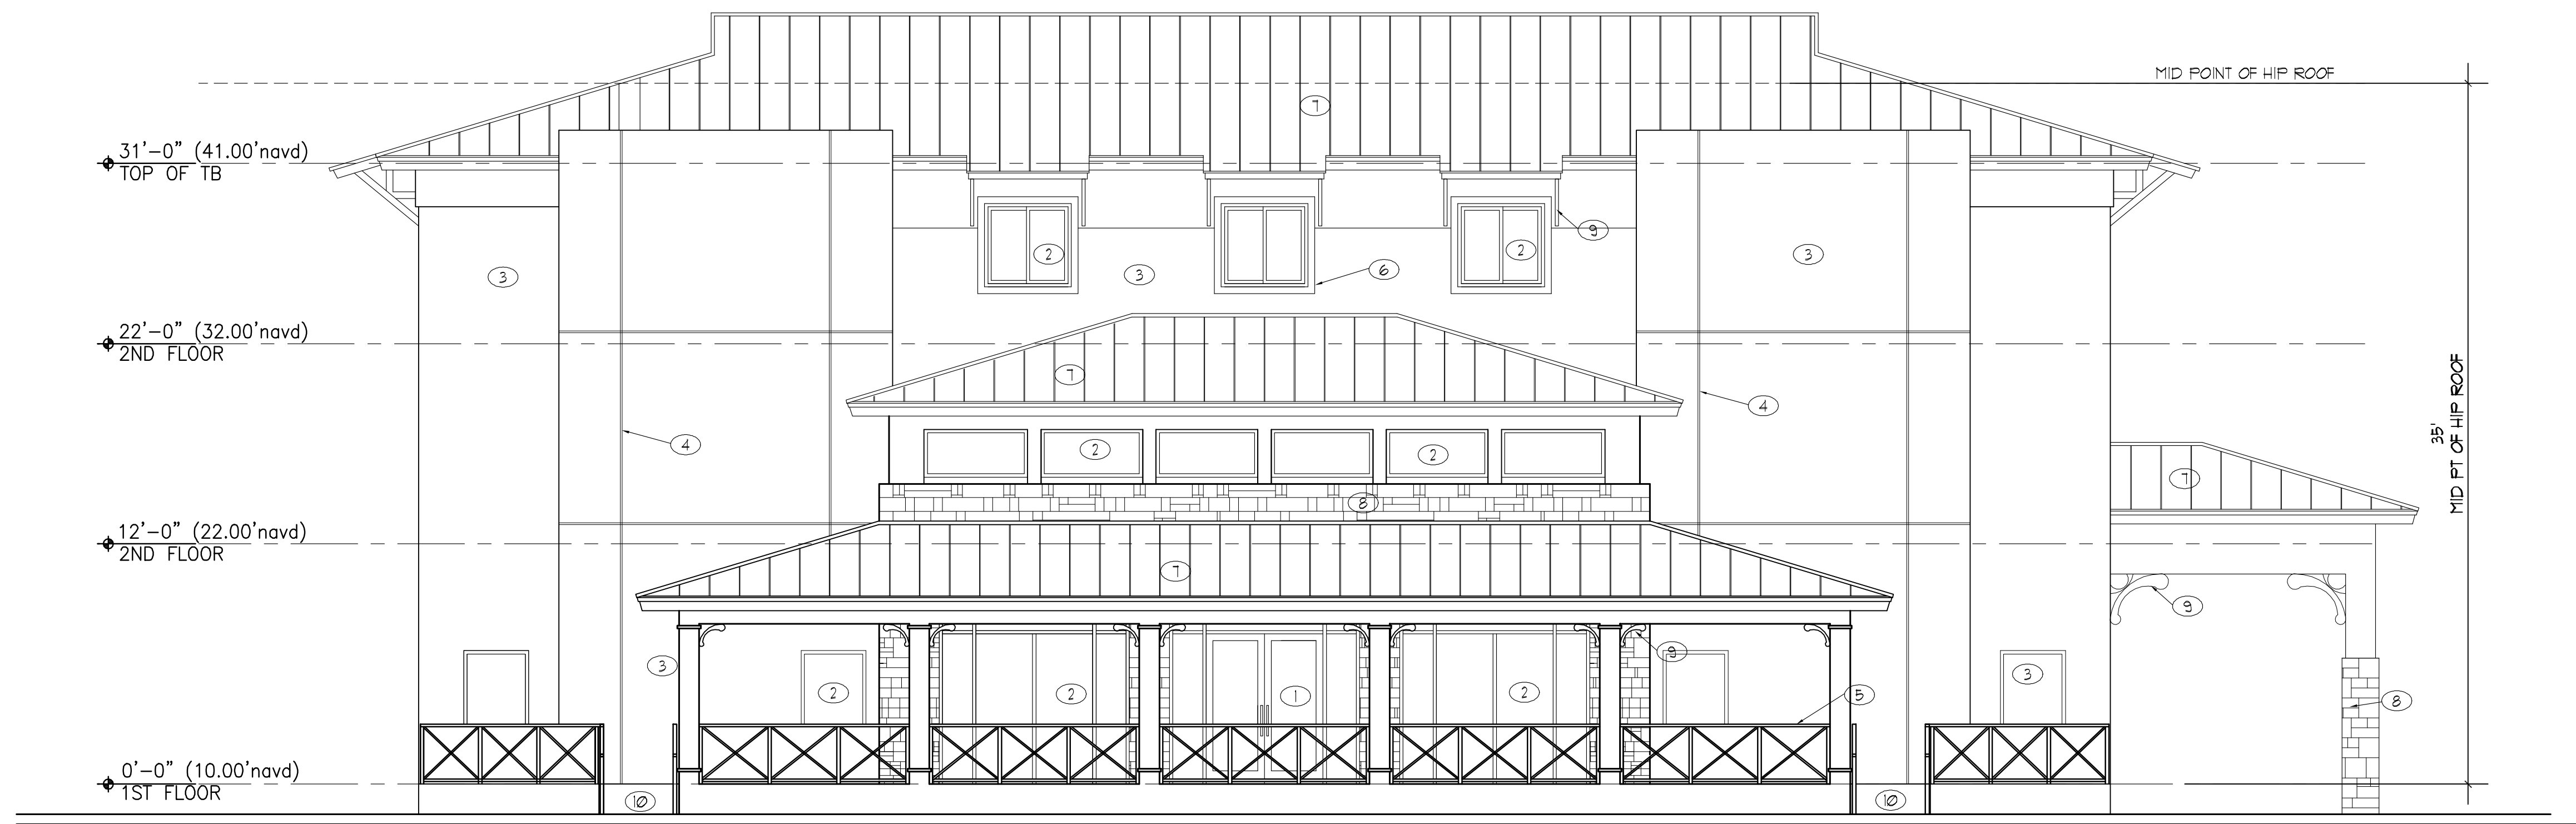 MID POINT OF HIP ROOF
7
31'-0" (41.00'navd)
TOP OF TB
9
2
2
3
3
6
3
22'-0" (32.00'navd)
2ND FLOOR
7
4
35'
MID PT OF HIP ROOF
4
2
2
7
8
12'-0" (22.00'navd)
2ND FLOOR
7
9
9
3
3
2
2
2
1
5
8
0'-0" (10.00'navd)
1ST FLOOR
10
10